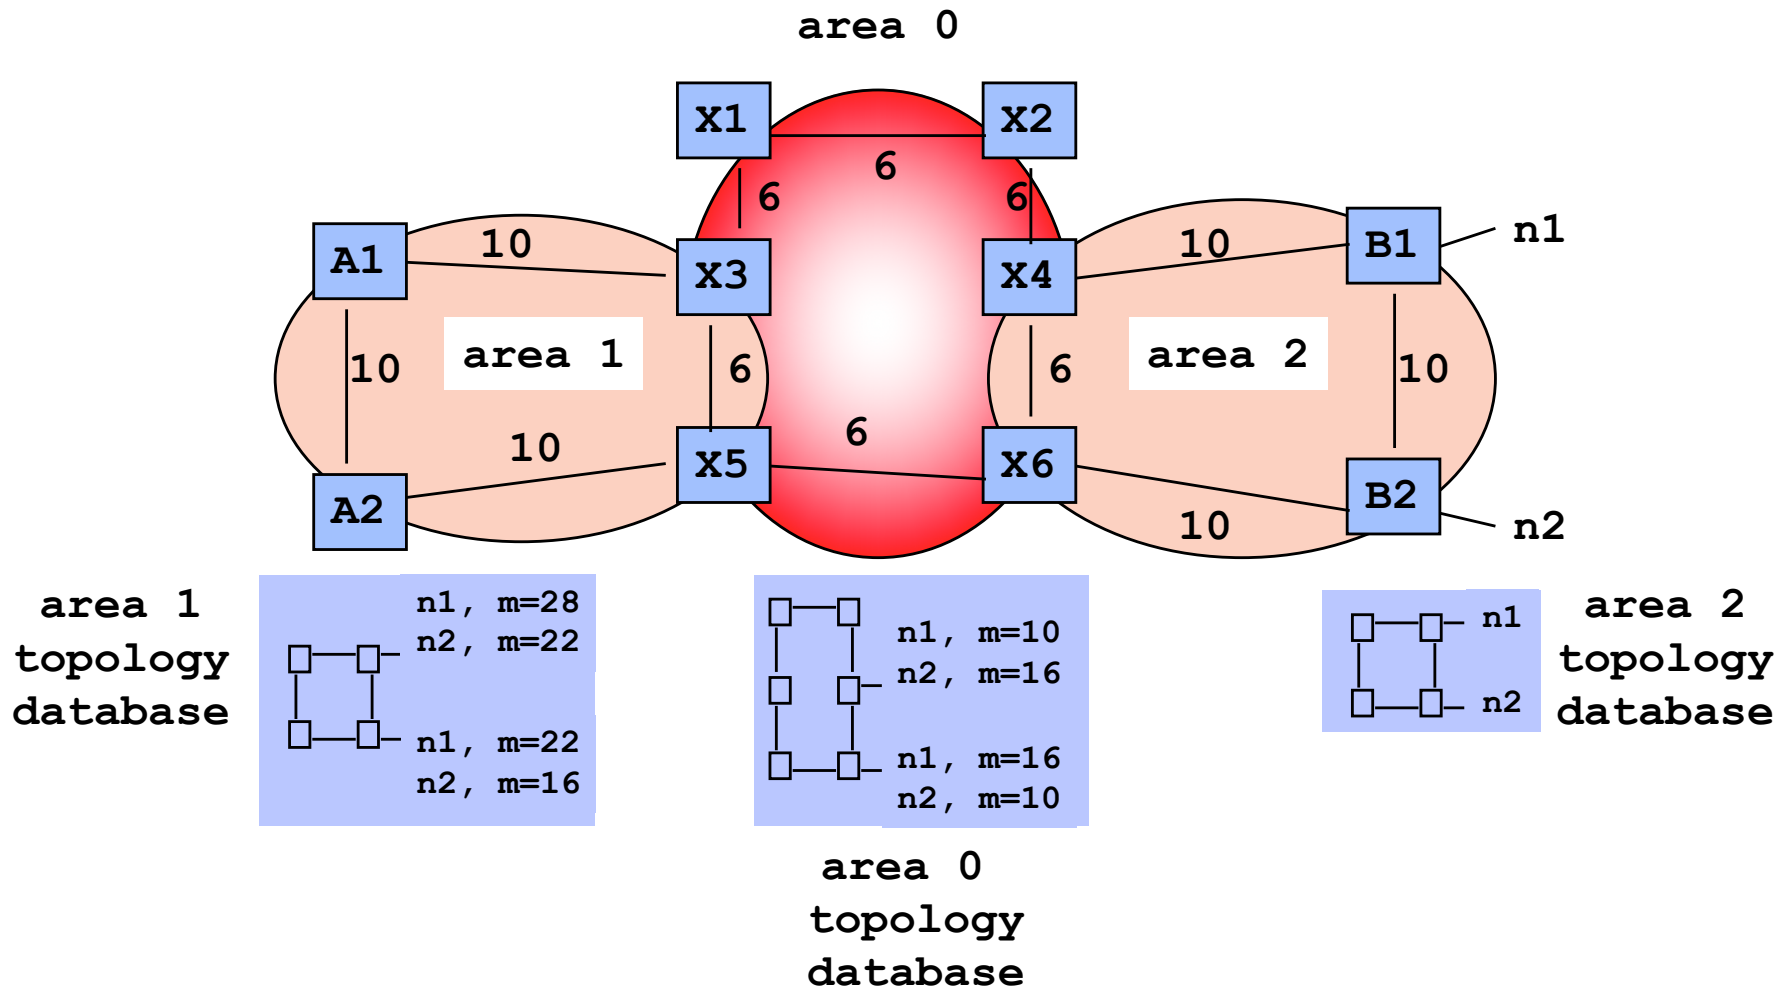 area 0
X1
X2
6
6
6
A1
10
X3
X4
10
B1
n1
10
area 1
6
6
area 2
10
A2
10
X5
6
X6
10
B2
n2
area 1
topology
database
n1, m=28
n2, m=22
n1, m=22
n2, m=16
n1, m=10
n2, m=16
n1, m=16
n2, m=10
area 0
topology
database
n1
n2
area 2
topology
database